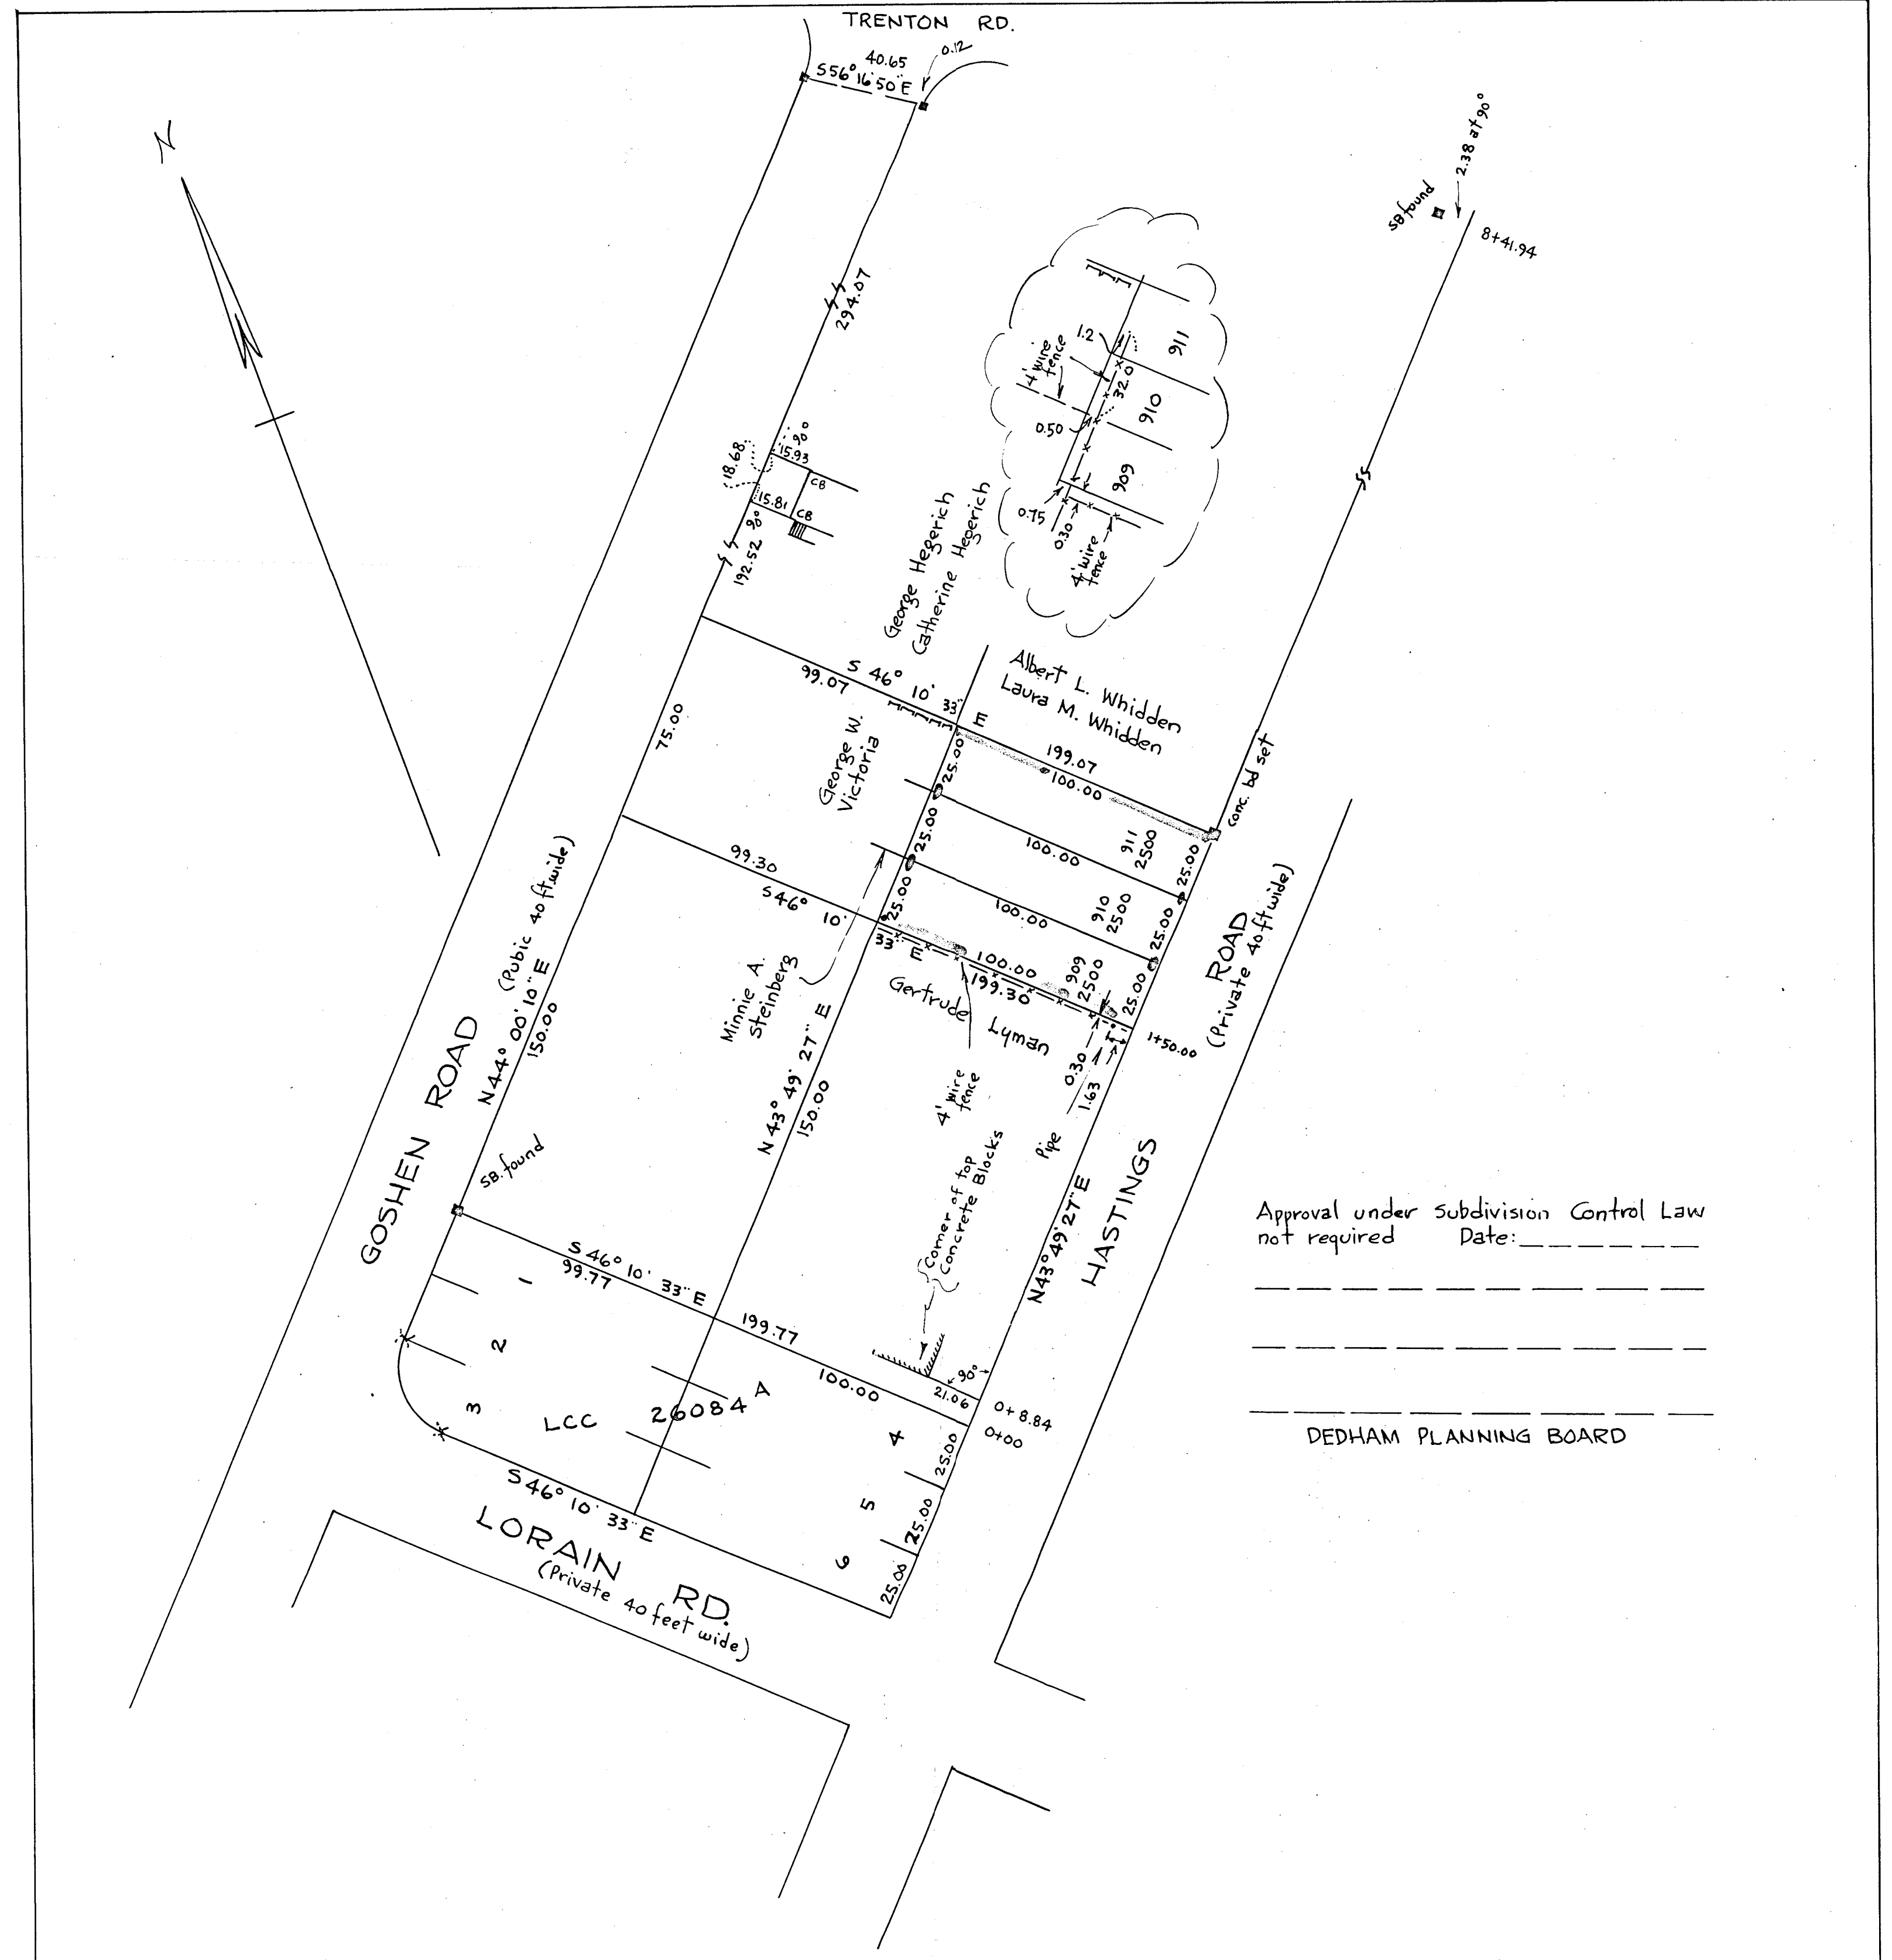 TRENTON RD.
40.65
0.12
S56° 16' 50" E
N
2.38 at 90°
SB found
8+41.94
294.07
1.2
911
4' wire
fence
32.0
910
0.50
909
0.75
0.30
4' wire
fence
18.68
90°
15.93
CB
15.81
CB
90°
192.52
George Hegerich
Catherine Hegerich
Albert L. Whidden
Laura M. Whidden
S 46° 10' 33" E
99.07
199.07
100.00
conc. bd set
75.00
George W.
Victoria
25.00
25.00
25.00
100.00
911
2500
25.00
100.00
910
2500
25.00
99.30
S46° 10' 33" E
100.00
199.30
909
2500
25.00
1+50.00
GOSHEN ROAD
(Pubic 40 ft wide)
N44° 00' 10" E
150.00
Minnie A.
Steinberg
Gertrude Lyman
4' wire
fence
0.30
1.63
Pipe
N 43° 49' 27" E
150.00
HASTINGS ROAD
(Private 40 ft wide)
N43° 49' 27" E
SB. found
Corner of top
Concrete Blocks
S 46° 10' 33" E
99.77
199.77
100.00
90°
21.06
0+8.84
0+00
1
2
3
LCC 26084 A
4
5
6
25.00
25.00
25.00
S 46° 10' 33" E
LORAIN RD.
(Private 40 feet wide)
Approval under Subdivision Control Law
not required Date:
DEDHAM PLANNING BOARD